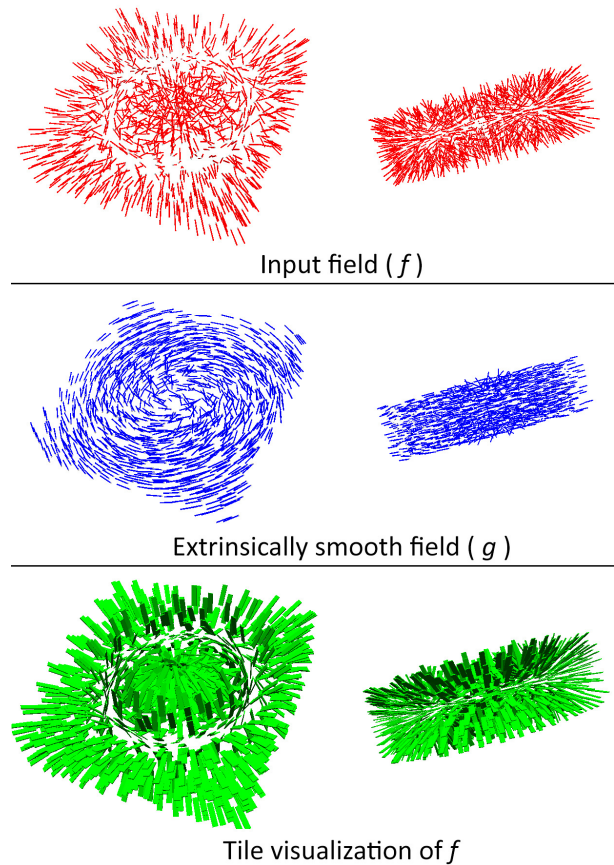 Input field ( f )
Extrinsically smooth field ( g )
Tile visualization of f